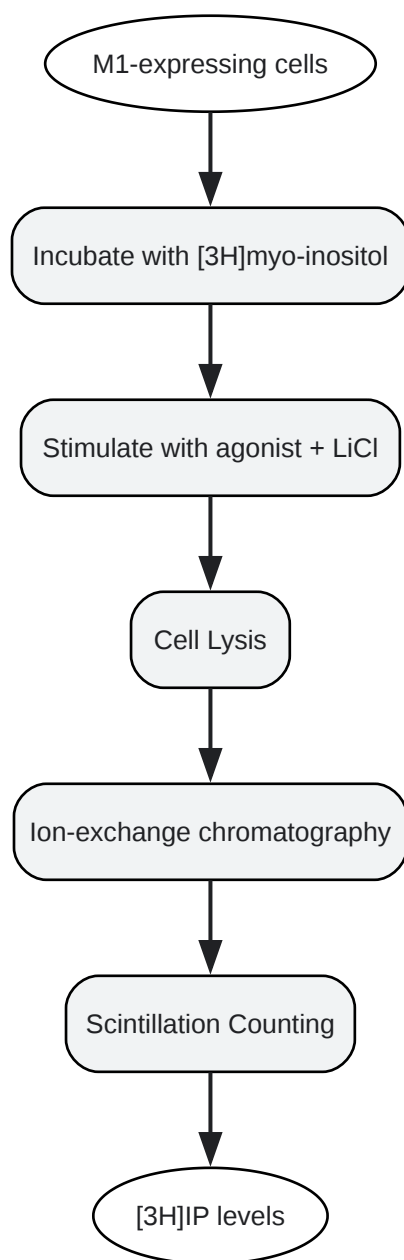 M1-expressing cells
Incubate with [3H]myo-inositol
Stimulate with agonist + LiCl
Cell Lysis
Ion-exchange chromatography
Scintillation Counting
[3H]IP levels